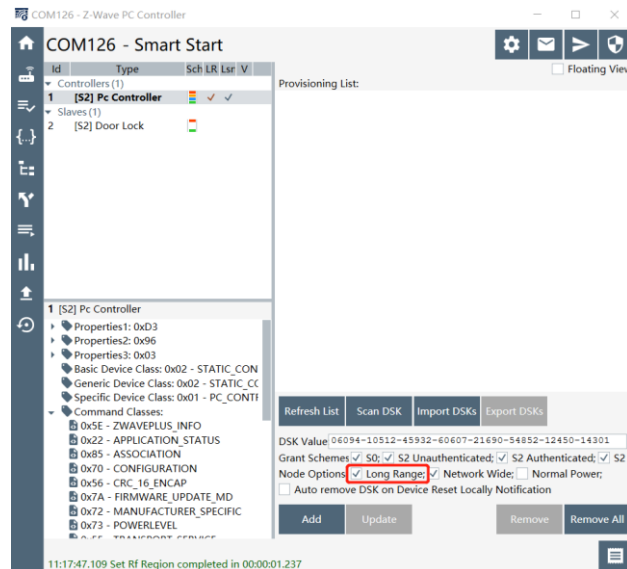 COM126 - Z-Wave PC Controller
COM126 - Smart Start
Floating View
Id Type Sch LR Lsr V
Controllers (1)
1 [S2] Pc Controller
Slaves (1)
2 [S2] Door Lock
Provisioning List:
1 [S2] Pc Controller
Properties1: 0xD3
Properties2: 0x96
Properties3: 0x03
Basic Device Class: 0x02 - STATIC_CON
Generic Device Class: 0x02 - STATIC_CC
Specific Device Class: 0x01 - PC_CONTF
Command Classes:
0x5E - ZWAVEPLUS_INFO
0x22 - APPLICATION_STATUS
0x85 - ASSOCIATION
0x70 - CONFIGURATION
0x56 - CRC_16_ENCAP
0x7A - FIRMWARE_UPDATE_MD
0x72 - MANUFACTURER_SPECIFIC
0x73 - POWERLEVEL
Refresh List Scan DSK Import DSKs Export DSKs
DSK Value 06094-10512-45932-60607-21690-54852-12450-14301
Grant Schemes S0; S2 Unauthenticated; S2 Authenticated; S2
Node Options Long Range; Network Wide; Normal Power;
Auto remove DSK on Device Reset Locally Notification
Add Update Remove Remove All
11:17:47.109 Set Rf Region completed in 00:00:01.237